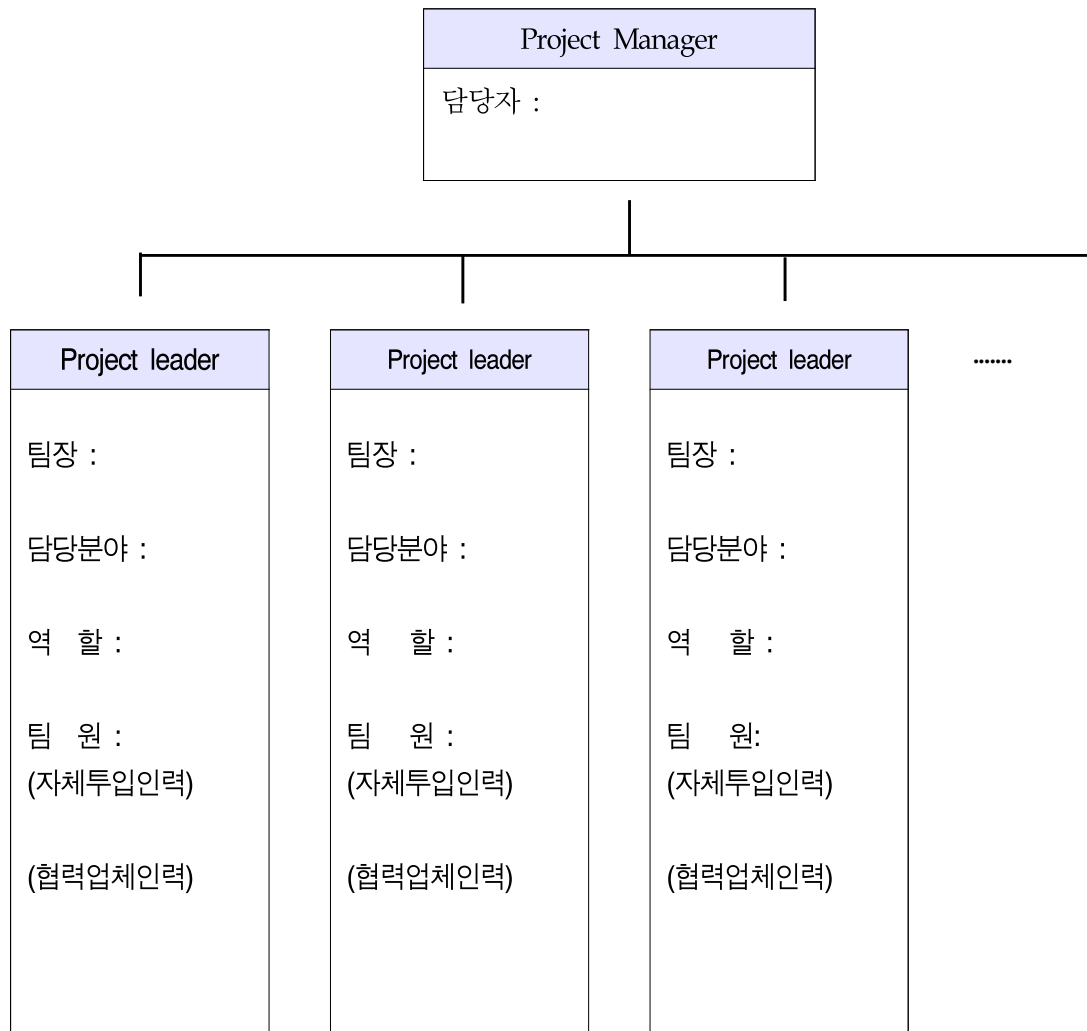 Project Manager
담당자 :
Project leader
팀장 :
담당분야 :
역 할 :
팀 원 :
(자체투입인력)
(협력업체인력)
Project leader
팀장 :
담당분야 :
역 할 :
팀 원 :
(자체투입인력)
(협력업체인력)
Project leader
팀장 :
담당분야 :
역 할 :
팀 원:
(자체투입인력)
(협력업체인력)
.......